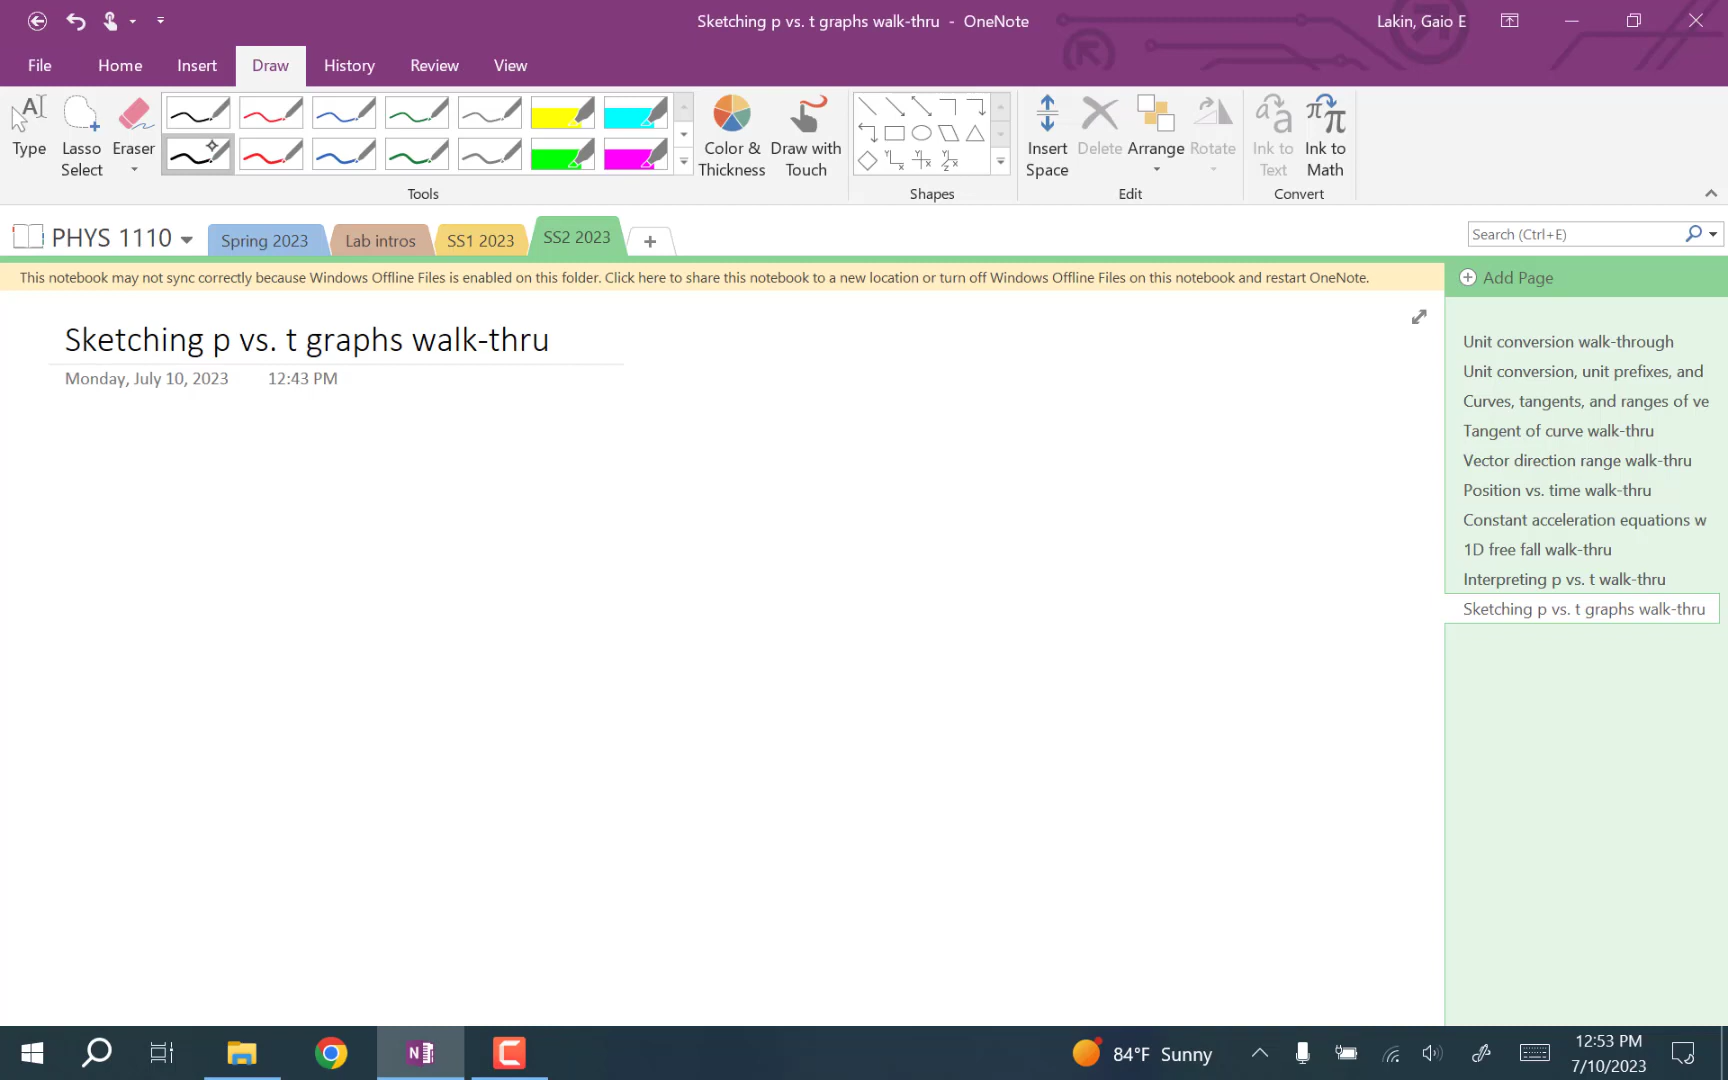 Sketching p vs. t graphs walk-thru - OneNote
Lakin, Gaio E
File Home Insert Draw History Review View
Type
Lasso Select
Eraser
Color & Thickness
Draw with Touch
Insert Space
Delete
Arrange
Rotate
Ink to Text
Ink to Math
Tools Shapes Edit Convert
PHYS 1110 Spring 2023 Lab intros SS1 2023 SS2 2023
Search (Ctrl+E)
This notebook may not sync correctly because Windows Offline Files is enabled on this folder. Click here to share this notebook to a new location or turn off Windows Offline Files on this notebook and restart OneNote.
Add Page
Sketching p vs. t graphs walk-thru
Monday, July 10, 2023 12:43 PM
Unit conversion walk-through
Unit conversion, unit prefixes, and
Curves, tangents, and ranges of ve
Tangent of curve walk-thru
Vector direction range walk-thru
Position vs. time walk-thru
Constant acceleration equations w
1D free fall walk-thru
Interpreting p vs. t walk-thru
Sketching p vs. t graphs walk-thru
84°F Sunny
12:53 PM
7/10/2023